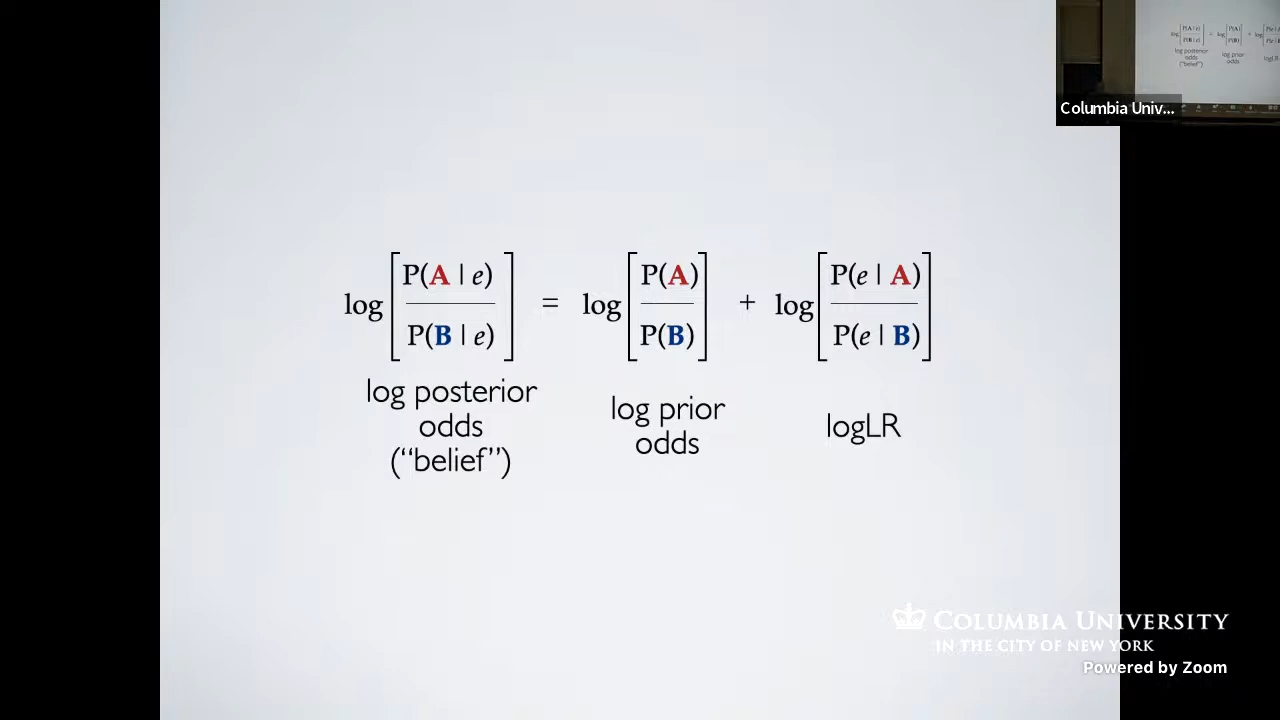 log[P(A | e) / P(B | e)] = log[P(A) / P(B)] + log[P(e | A) / P(e | B)]
log posterior
odds
(“belief”)
log prior
odds
logLR
Columbia Univ...
COLUMBIA UNIVERSITY
IN THE CITY OF NEW YORK
Powered by Zoom